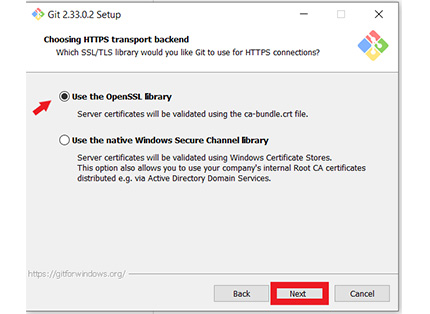 Git 2.33.0.2 Setup
Choosing HTTPS transport backend
Which SSL/TLS library would you like Git to use for HTTPS connections?
Use the OpenSSL library
Server certificates will be validated using the ca-bundle.crt file.
Use the native Windows Secure Channel library
Server certificates will be validated using Windows Certificate Stores.
This option also allows you to use your company's internal Root CA certificates
distributed e.g. via Active Directory Domain Services.
https://gitforwindows.org/
Back Next Cancel